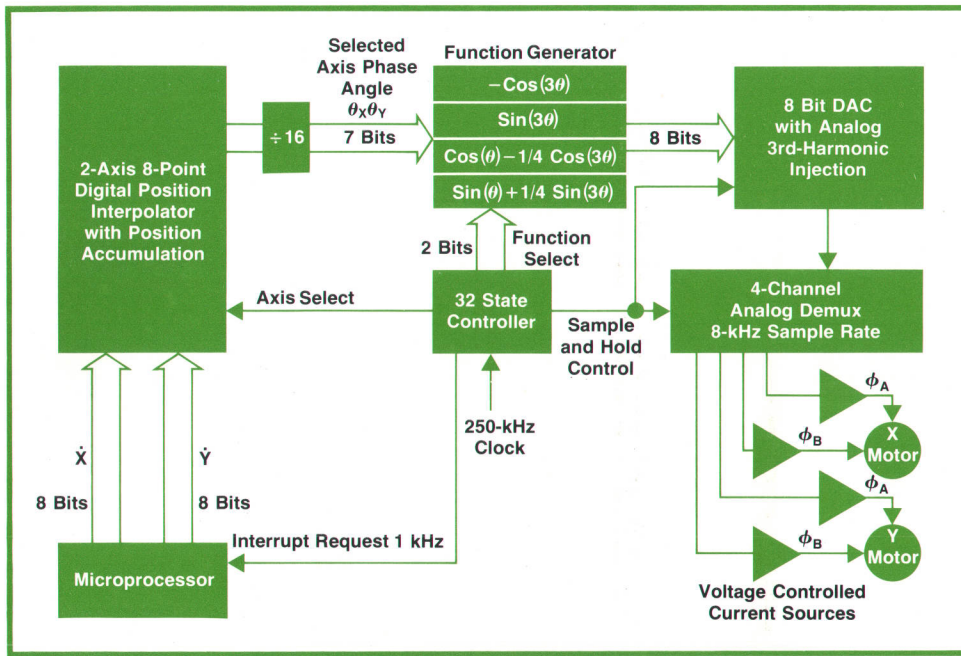 Selected
Axis Phase
Angle
θXθY
7 Bits
÷16
2-Axis 8-Point
Digital Position
Interpolator
with Position
Accumulation
Function Generator
−Cos(3θ)
Sin(3θ)
Cos(θ)−1/4 Cos(3θ)
Sin(θ)+1/4 Sin(3θ)
8 Bits
8 Bit DAC
with Analog
3rd-Harmonic
Injection
2 Bits
Function
Select
Axis Select
32 State
Controller
Sample
and Hold
Control
4-Channel
Analog Demux
8-kHz Sample Rate
250-kHz
Clock
Ẋ
8 Bits
Ẏ
8 Bits
Interrupt Request 1 kHz
Microprocessor
ϕA
ϕB
X
Motor
ϕA
ϕB
Y
Motor
Voltage Controlled
Current Sources